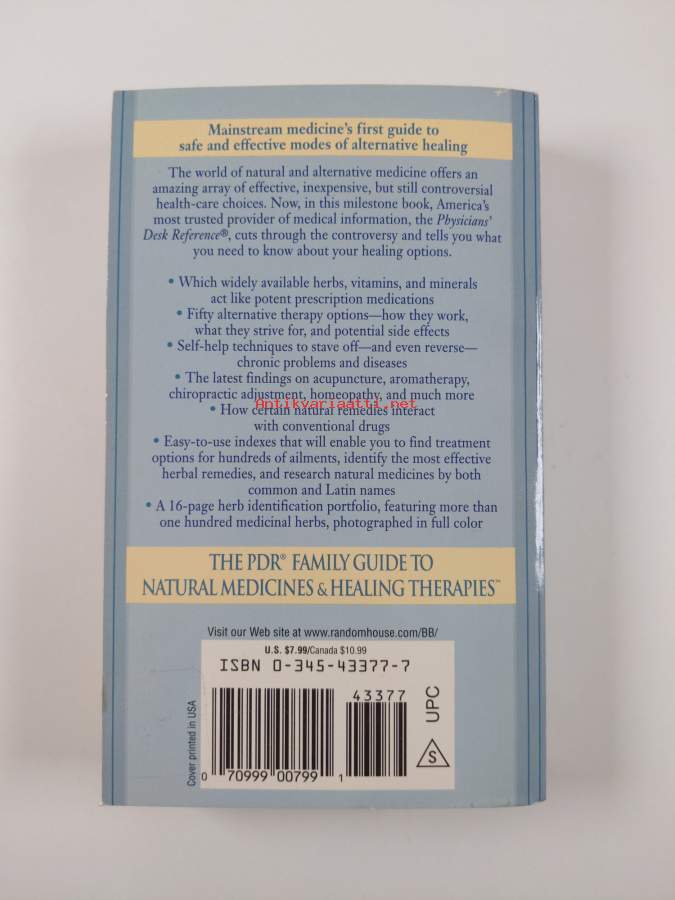 Mainstream medicine's first guide to
safe and effective modes of alternative healing
The world of natural and alternative medicine offers an
amazing array of effective, inexpensive, but still controversial
health-care choices. Now, in this milestone book, America's
most trusted provider of medical information, the Physicians'
Desk Reference®, cuts through the controversy and tells you what
you need to know about your healing options.
• Which widely available herbs, vitamins, and minerals
act like potent prescription medications
• Fifty alternative therapy options—how they work,
what they strive for, and potential side effects
• Self-help techniques to stave off—and even reverse—
chronic problems and diseases
• The latest findings on acupuncture, aromatherapy,
chiropractic adjustment, homeopathy, and much more
Antikvariaatti.net
• How certain natural remedies interact
with conventional drugs
• Easy-to-use indexes that will enable you to find treatment
options for hundreds of ailments, identify the most effective
herbal remedies, and research natural medicines by both
common and Latin names
• A 16-page herb identification portfolio, featuring more than
one hundred medicinal herbs, photographed in full color
THE PDR® FAMILY GUIDE TO
NATURAL MEDICINES & HEALING THERAPIES™
Visit our Web site at www.randomhouse.com/BB/
U.S. $7.99/Canada $10.99
ISBN 0-345-43377-7
43377
0 70999 00799 1
UPC
S
Cover printed in USA